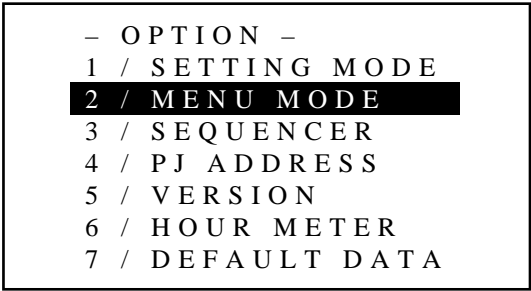 – OPTION –
1 / SETTING MODE
2 / MENU MODE
3 / SEQUENCER
4 / PJ ADDRESS
5 / VERSION
6 / HOUR METER
7 / DEFAULT DATA